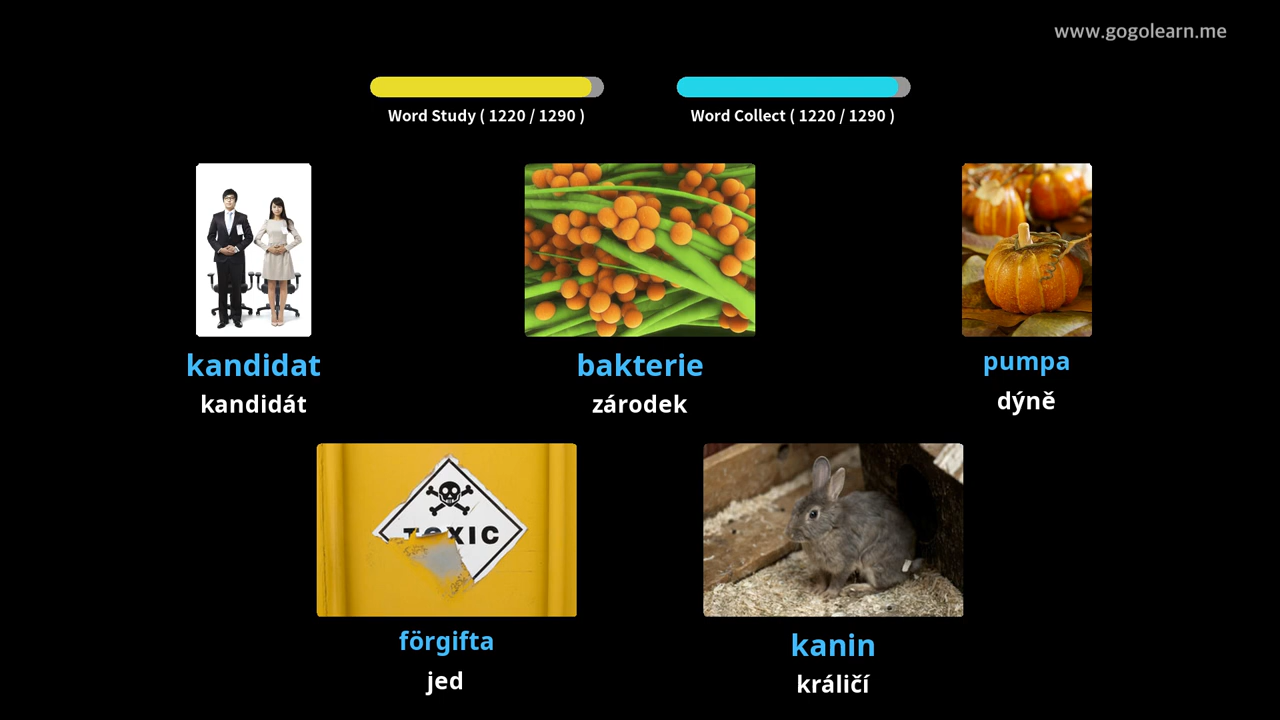 www.gogolearn.me
Word Study ( 1220 / 1290 )
Word Collect ( 1220 / 1290 )
kandidat
kandidát
bakterie
zárodek
pumpa
dýně
TOXIC
förgifta
jed
kanin
králičí